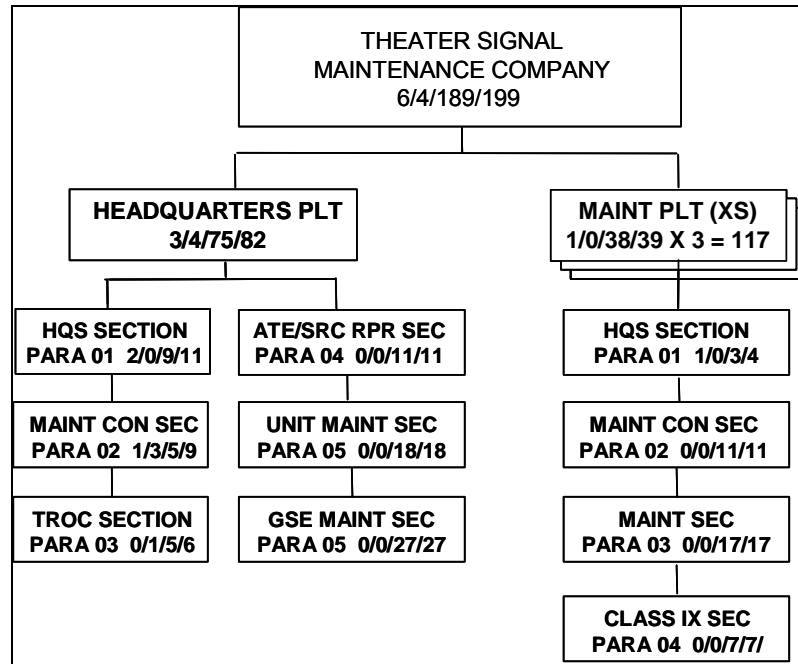 THEATER SIGNAL
MAINTENANCE COMPANY
6/4/189/199
HEADQUARTERS PLT
3/4/75/82
MAINT PLT (XS)
1/0/38/39 X 3 = 117
HQS SECTION
PARA 01 2/0/9/11
ATE/SRC RPR SEC
PARA 04 0/0/11/11
HQS SECTION
PARA 01 1/0/3/4
MAINT CON SEC
PARA 02 1/3/5/9
UNIT MAINT SEC
PARA 05 0/0/18/18
MAINT CON SEC
PARA 02 0/0/11/11
TROC SECTION
PARA 03 0/1/5/6
GSE MAINT SEC
PARA 05 0/0/27/27
MAINT SEC
PARA 03 0/0/17/17
CLASS IX SEC
PARA 04 0/0/7/7/